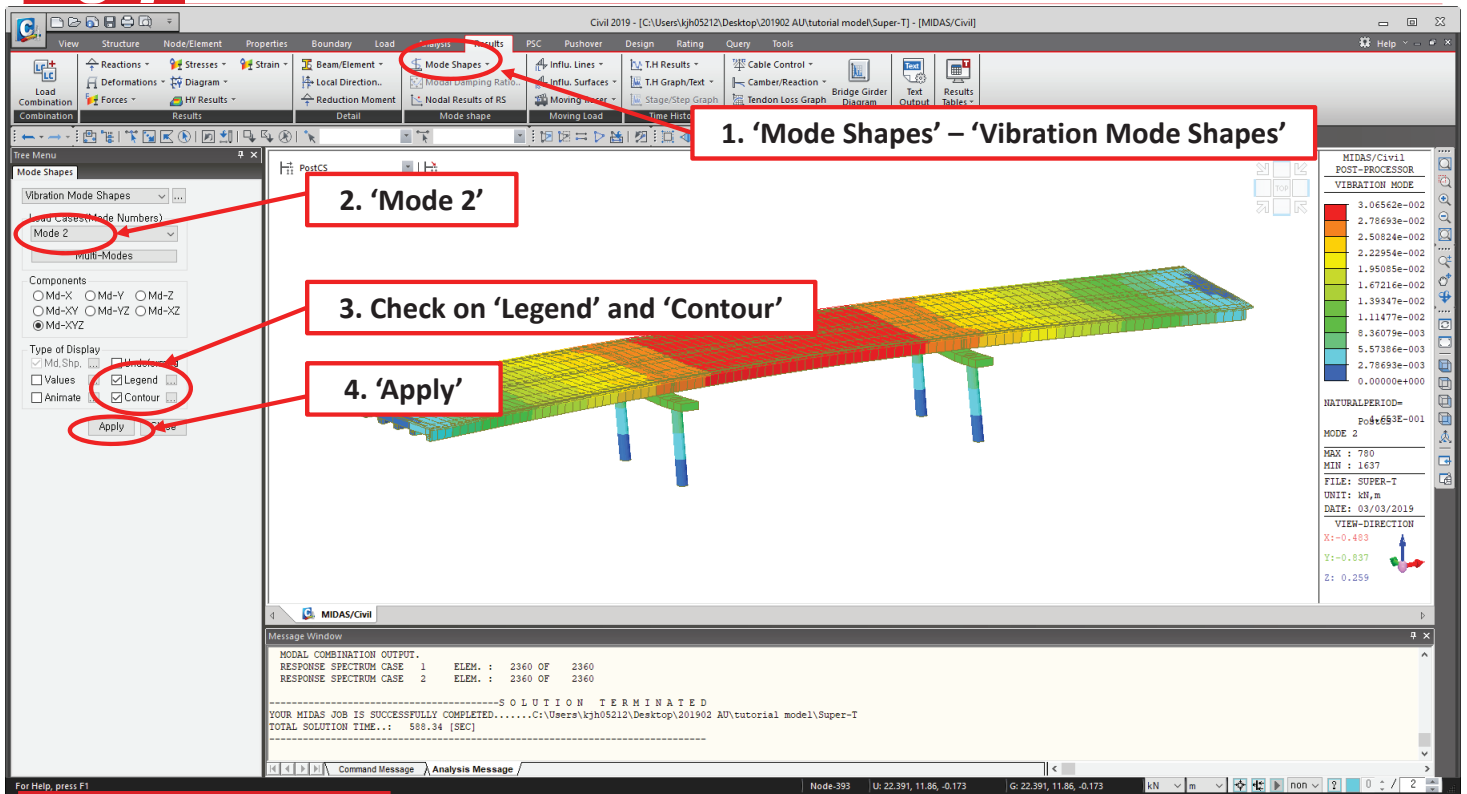 Civil 2019 - [C:\Users\kjh05212\Desktop\201902 AU\tutorial model\Super-T] - [MIDAS/Civil]
View Structure Node/Element Properties Boundary Load Analysis Results PSC Pushover Design Rating Query Tools Help
Reactions Stresses Strain Beam/Element Mode Shapes Influ. Lines T.H Results Cable Control
Deformations Diagram Local Direction.. Modal Damping Ratio.. Influ. Surfaces T.H Graph/Text Camber/Reaction
Forces HY Results Reduction Moment Nodal Results of RS Moving Tracer Stage/Step Graph Tendon Loss Graph
Load Combination
Bridge Girder Diagram
Text Output
Results Tables
Combination Results Detail Mode shape Moving Load
1. ‘Mode Shapes’ – ‘Vibration Mode Shapes’
Tree Menu
Mode Shapes
Vibration Mode Shapes ...
Load Cases(Mode Numbers)
Mode 2
Multi-Modes
Components
Md-X Md-Y Md-Z
Md-XY Md-YZ Md-XZ
Md-XYZ
Type of Display
Md,Shp, ... Undeformed
Values ... Legend ...
Animate ... Contour ...
Apply Close
PostCS
2. ‘Mode 2’
3. Check on ‘Legend’ and ‘Contour’
4. ‘Apply’
TOP
MIDAS/Civil
POST-PROCESSOR
VIBRATION MODE
3.06562e-002
2.78693e-002
2.50824e-002
2.22954e-002
1.95085e-002
1.67216e-002
1.39347e-002
1.11477e-002
8.36079e-003
5.57386e-003
2.78693e-003
0.00000e+000
NATURALPERIOD=
PostCS
MODE 2
MAX : 780
MIN : 1637
FILE: SUPER-T
UNIT: kN,m
DATE: 03/03/2019
VIEW-DIRECTION
X:-0.483
Y:-0.837
Z: 0.259
MIDAS/Civil
Message Window
MODAL COMBINATION OUTPUT.
RESPONSE SPECTRUM CASE 1 ELEM. : 2360 OF 2360
RESPONSE SPECTRUM CASE 2 ELEM. : 2360 OF 2360
---------------------------------------S O L U T I O N T E R M I N A T E D
YOUR MIDAS JOB IS SUCCESSFULLY COMPLETED.......C:\Users\kjh05212\Desktop\201902 AU\tutorial model\Super-T
TOTAL SOLUTION TIME..: 588.34 [SEC]
Command Message Analysis Message
For Help, press F1
Node-393 U: 22.391, 11.86, -0.173 G: 22.391, 11.86, -0.173 kN m non ? 0 / 2